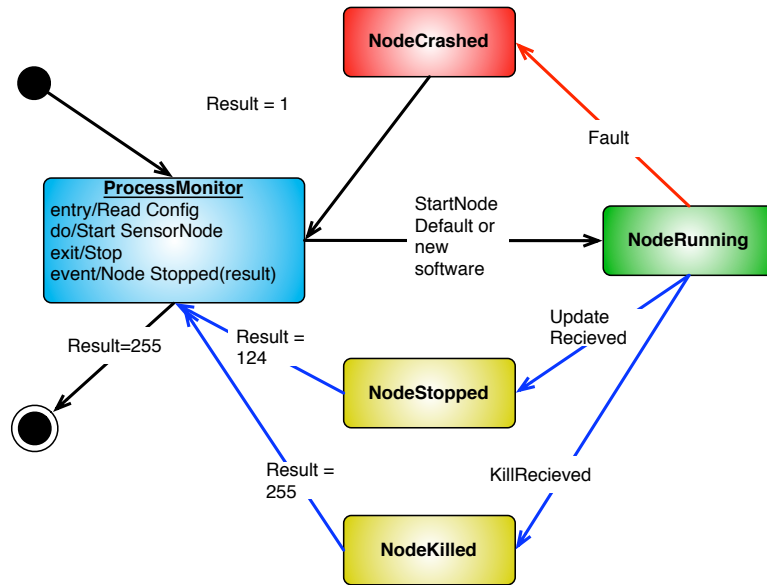 NodeCrashed
Result = 1
Fault
ProcessMonitor
entry/Read Config
do/Start SensorNode
exit/Stop
event/Node Stopped(result)
StartNode
Default or
new
software
NodeRunning
Result=255
Result =
124
Update
Recieved
NodeStopped
Result =
255
KillRecieved
NodeKilled